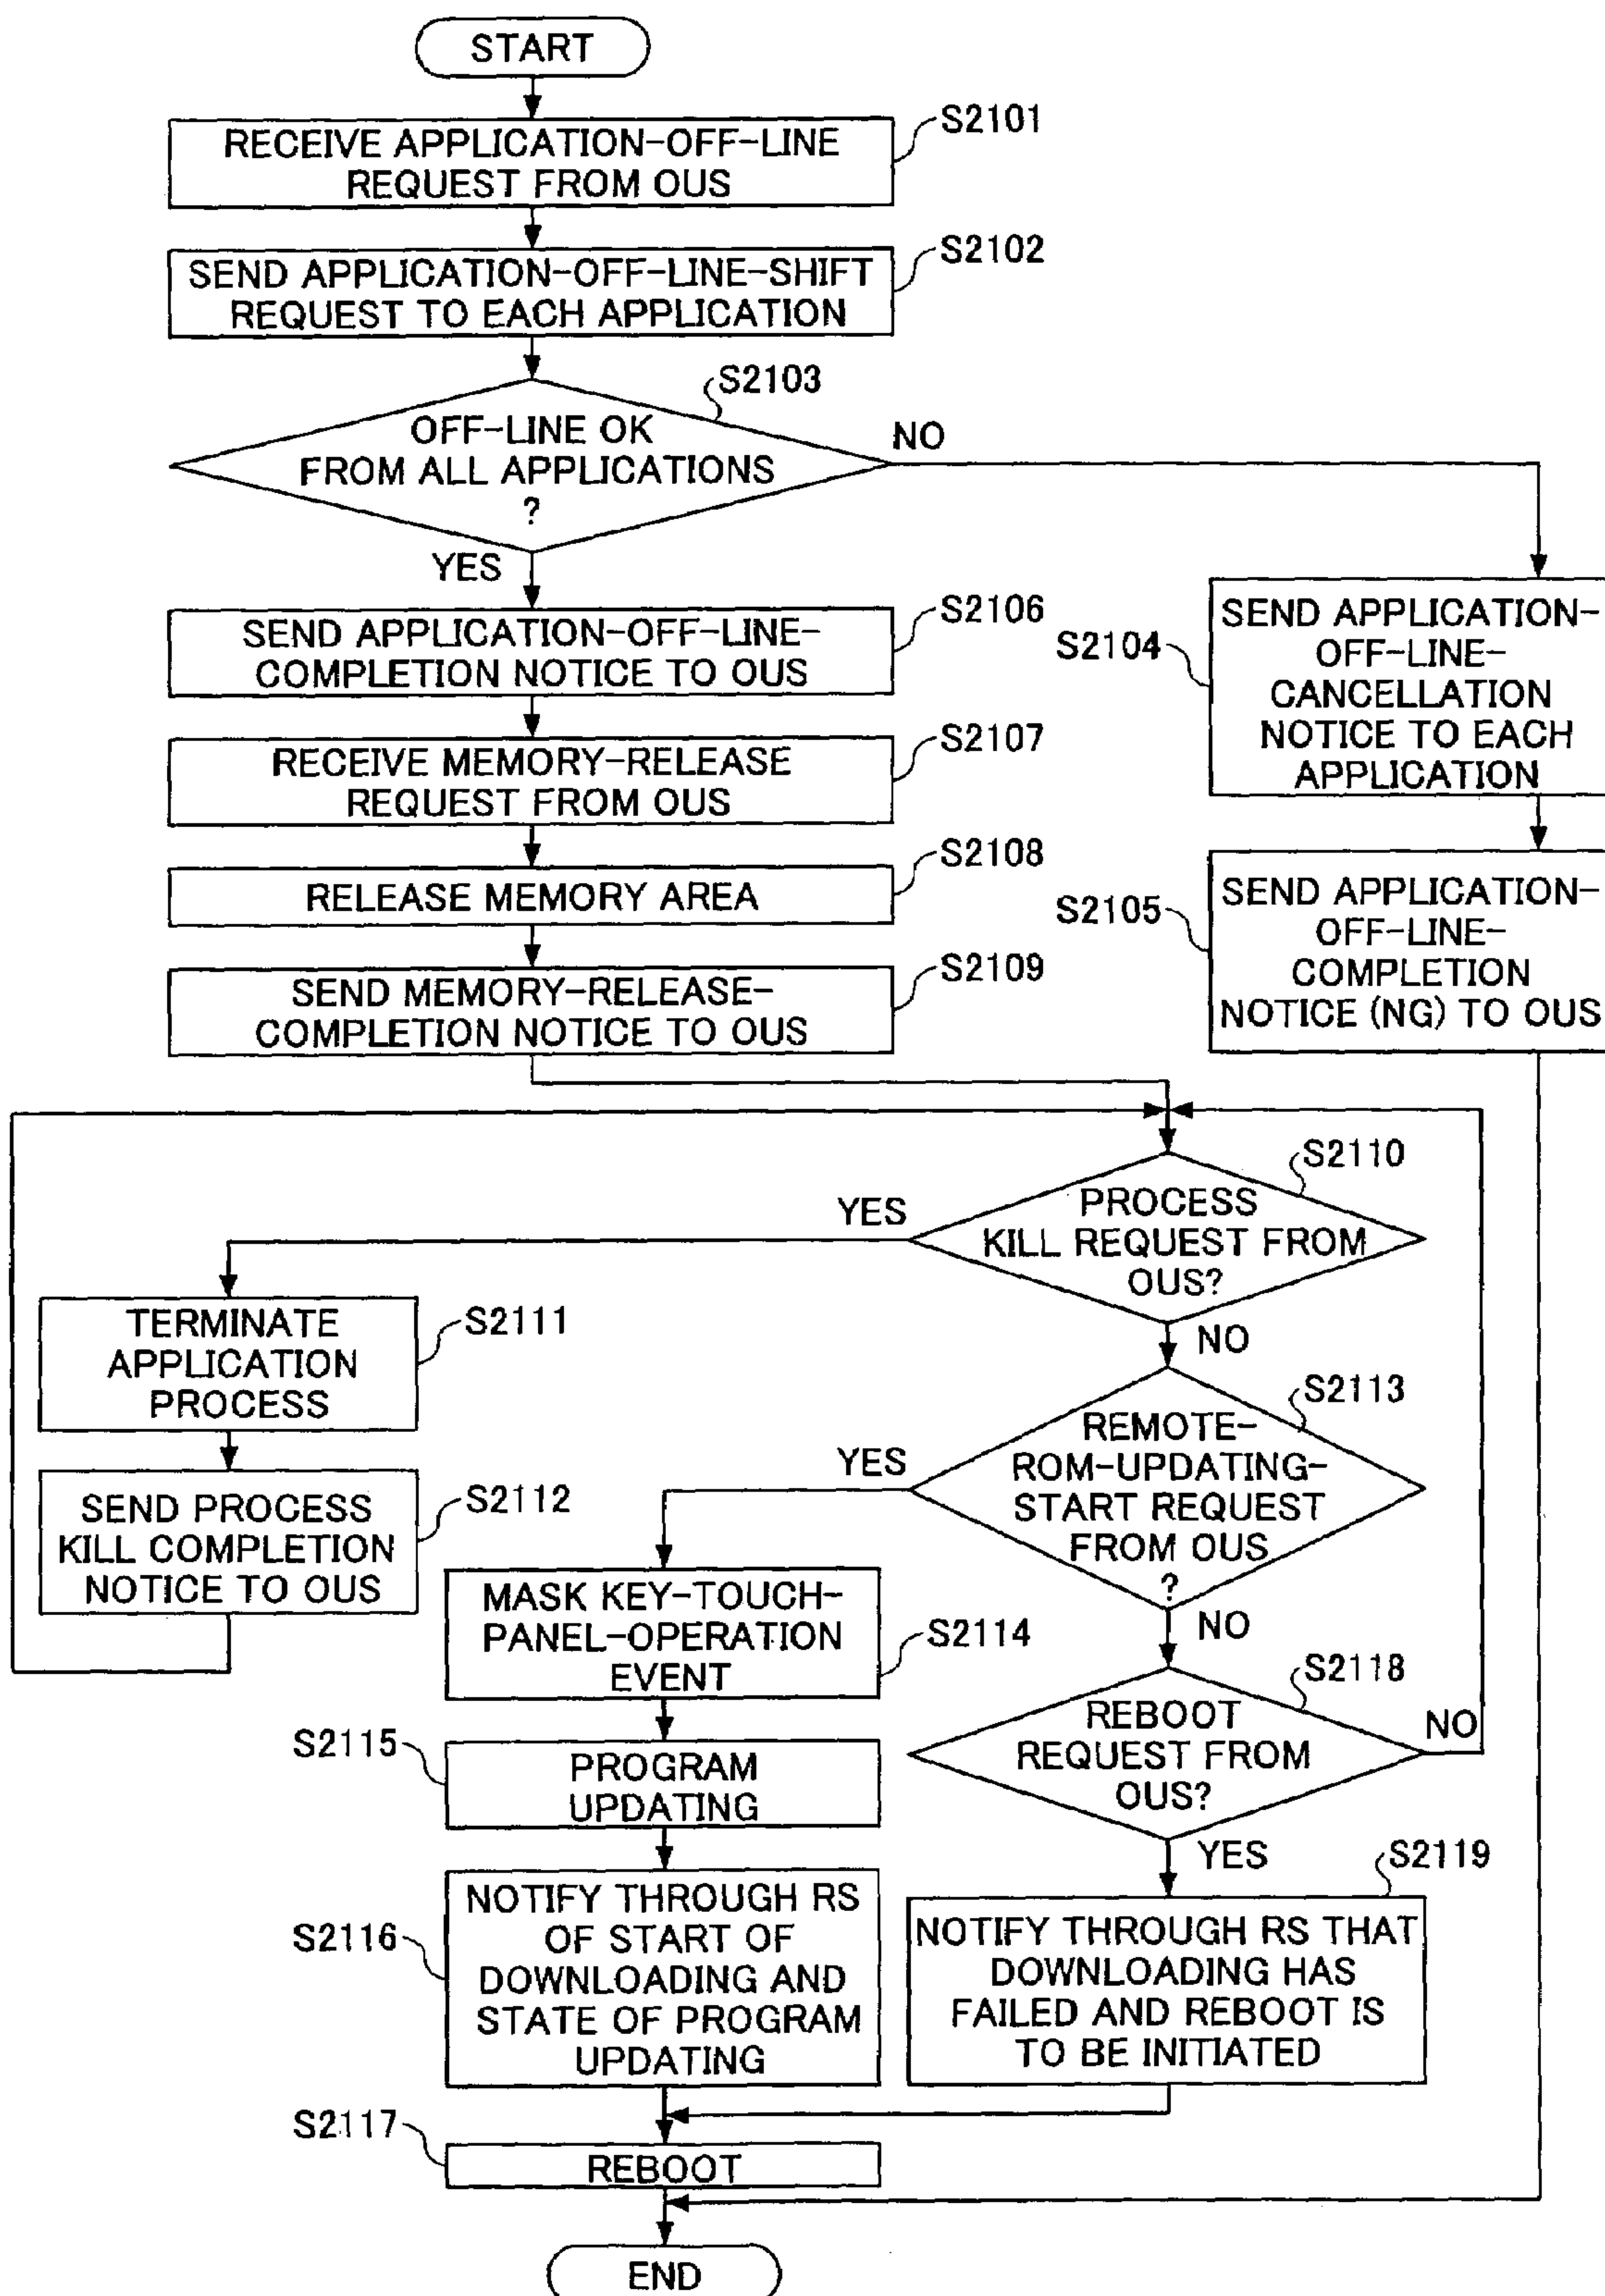 START
RECEIVE APPLICATION-OFF-LINE
REQUEST FROM OUS
S2101
SEND APPLICATION-OFF-LINE-SHIFT
REQUEST TO EACH APPLICATION
S2102
OFF-LINE OK
FROM ALL APPLICATIONS
?
S2103
NO
YES
SEND APPLICATION-
OFF-LINE-
CANCELLATION
NOTICE TO EACH
APPLICATION
S2104
SEND APPLICATION-
OFF-LINE-
COMPLETION
NOTICE (NG) TO OUS
S2105
SEND APPLICATION-OFF-LINE-
COMPLETION NOTICE TO OUS
S2106
RECEIVE MEMORY-RELEASE
REQUEST FROM OUS
S2107
RELEASE MEMORY AREA
S2108
SEND MEMORY-RELEASE-
COMPLETION NOTICE TO OUS
S2109
PROCESS
KILL REQUEST FROM
OUS?
S2110
YES
NO
TERMINATE
APPLICATION
PROCESS
S2111
SEND PROCESS
KILL COMPLETION
NOTICE TO OUS
S2112
REMOTE-
ROM-UPDATING-
START REQUEST
FROM OUS
?
S2113
YES
NO
MASK KEY-TOUCH-
PANEL-OPERATION
EVENT
S2114
PROGRAM
UPDATING
S2115
NOTIFY THROUGH RS
OF START OF
DOWNLOADING AND
STATE OF PROGRAM
UPDATING
S2116
REBOOT
REQUEST FROM
OUS?
S2118
NO
YES
NOTIFY THROUGH RS THAT
DOWNLOADING HAS
FAILED AND REBOOT IS
TO BE INITIATED
S2119
REBOOT
S2117
END